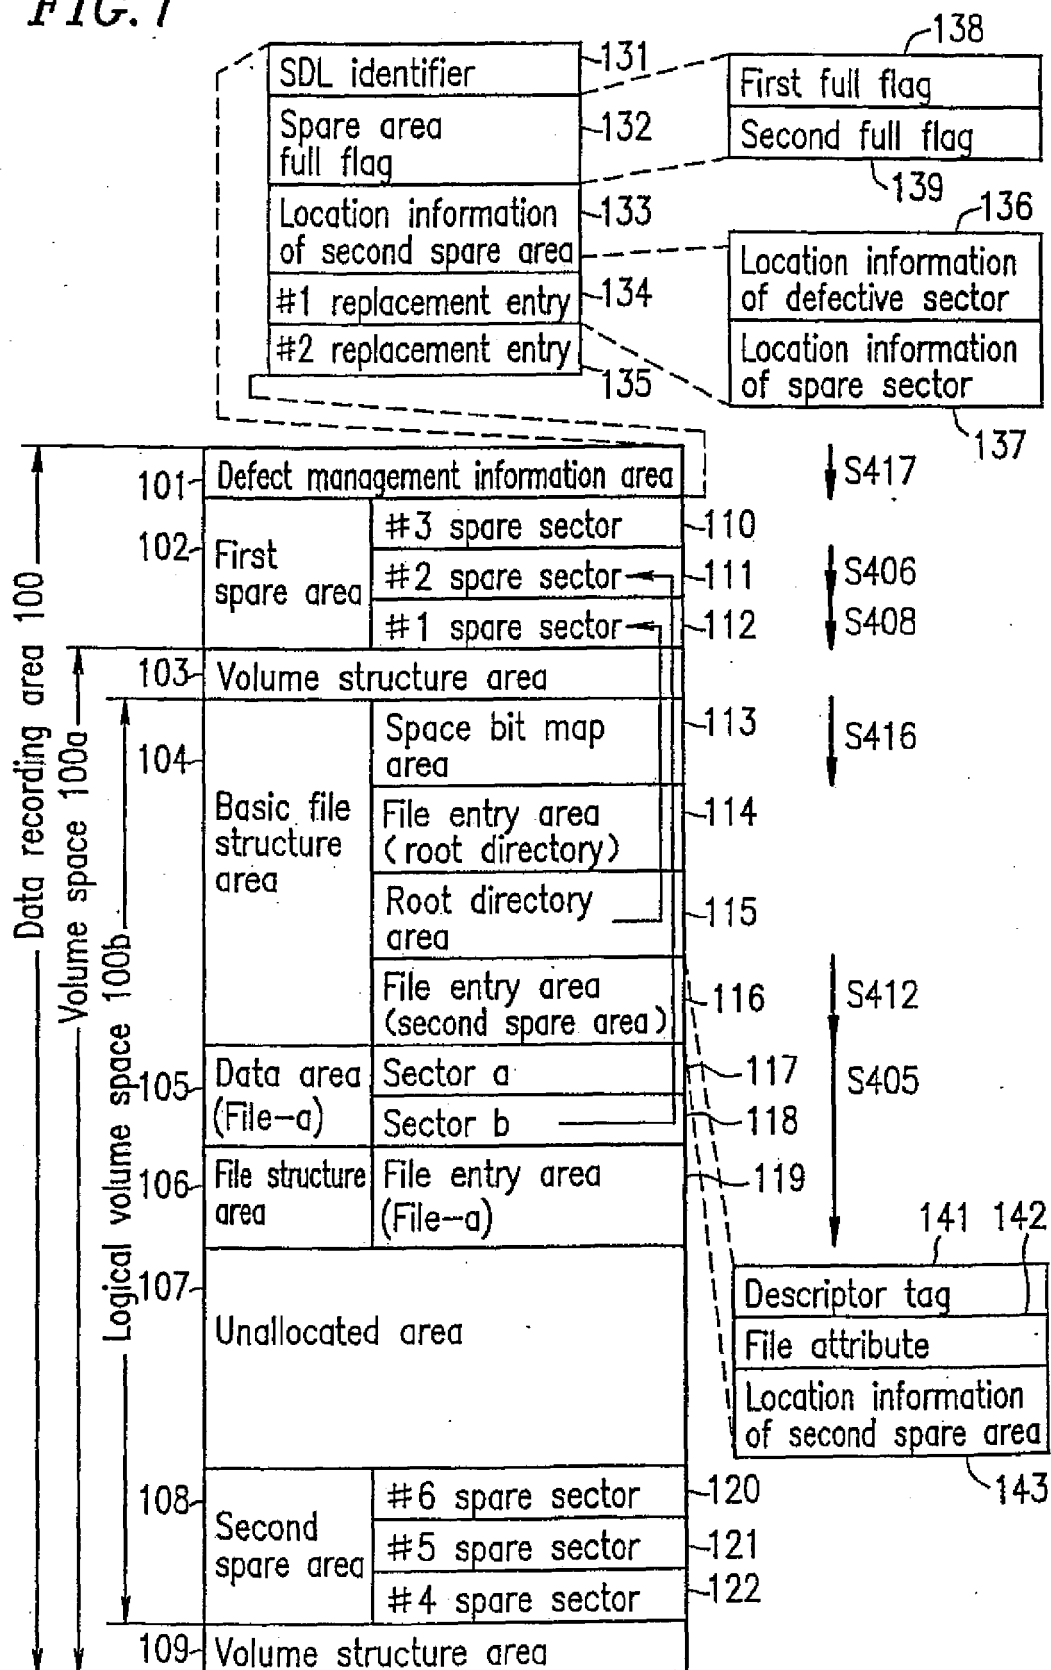 FIG. 7
SDL identifier
131
Spare area
full flag
132
Location information
of second spare area
133
#1 replacement entry
134
#2 replacement entry
135
138
First full flag
Second full flag
139
136
Location information
of defective sector
Location information
of spare sector
137
Data recording area 100
Volume space 100a
Logical volume space 100b
101
Defect management information area
S417
102
First
spare area
#3 spare sector
110
#2 spare sector
111
S406
#1 spare sector
112
S408
103
Volume structure area
104
Basic file
structure
area
Space bit map
area
113
S416
File entry area
(root directory)
114
Root directory
area
115
File entry area
(second spare area)
116
S412
105
Data area
(File-a)
Sector a
117
S405
Sector b
118
106
File structure
area
File entry area
(File-a)
119
141
142
107
Unallocated area
Descriptor tag
File attribute
Location information
of second spare area
143
108
Second
spare area
#6 spare sector
120
#5 spare sector
121
#4 spare sector
122
109
Volume structure area